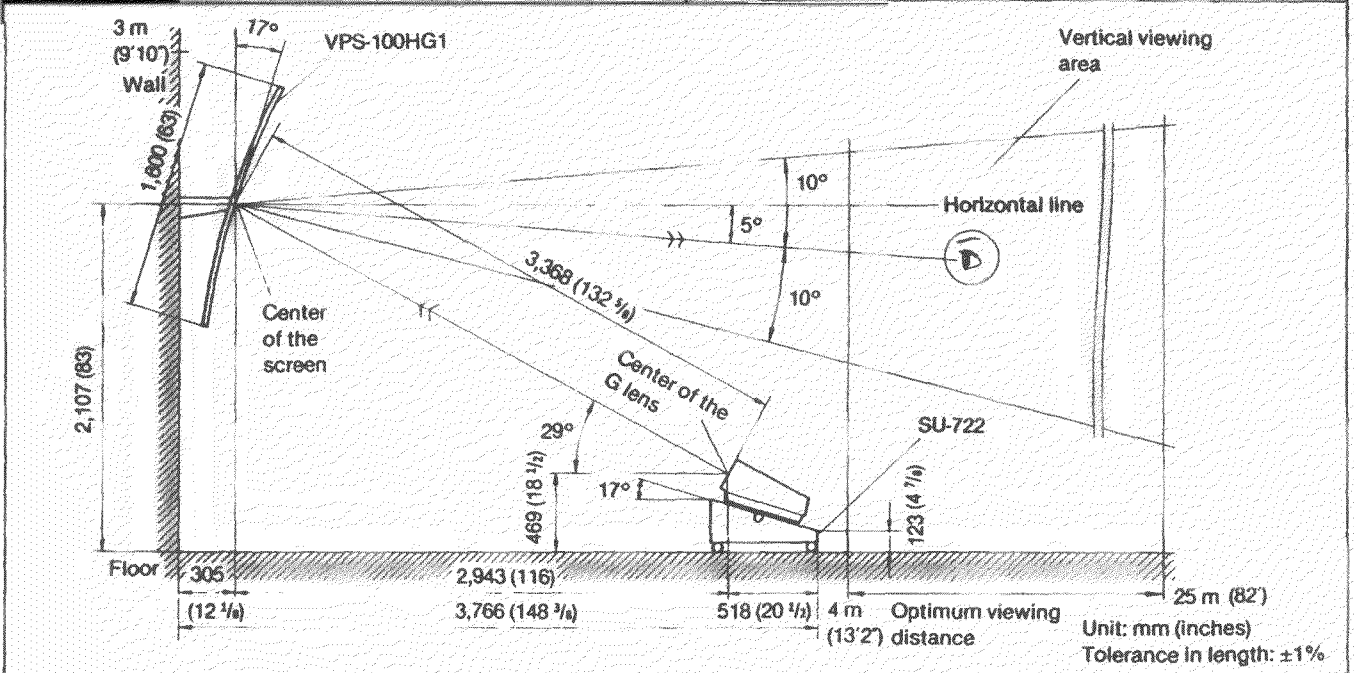 3 m
(9'10")
17°
VPS-100HG1
Wall
1,600 (63)
Vertical viewing
area
10°
Horizontal line
5°
3,368 (132 5/8)
10°
Center
of the
screen
2,107 (83)
Center of the
G lens
29°
17°
469 (18 1/2)
SU-722
123 (4 7/8)
Floor
305
(12 1/8)
2,943 (116)
3,766 (148 3/8)
518 (20 1/2)
4 m
(13'2")
Optimum viewing
distance
25 m (82')
Unit: mm (inches)
Tolerance in length: ±1%